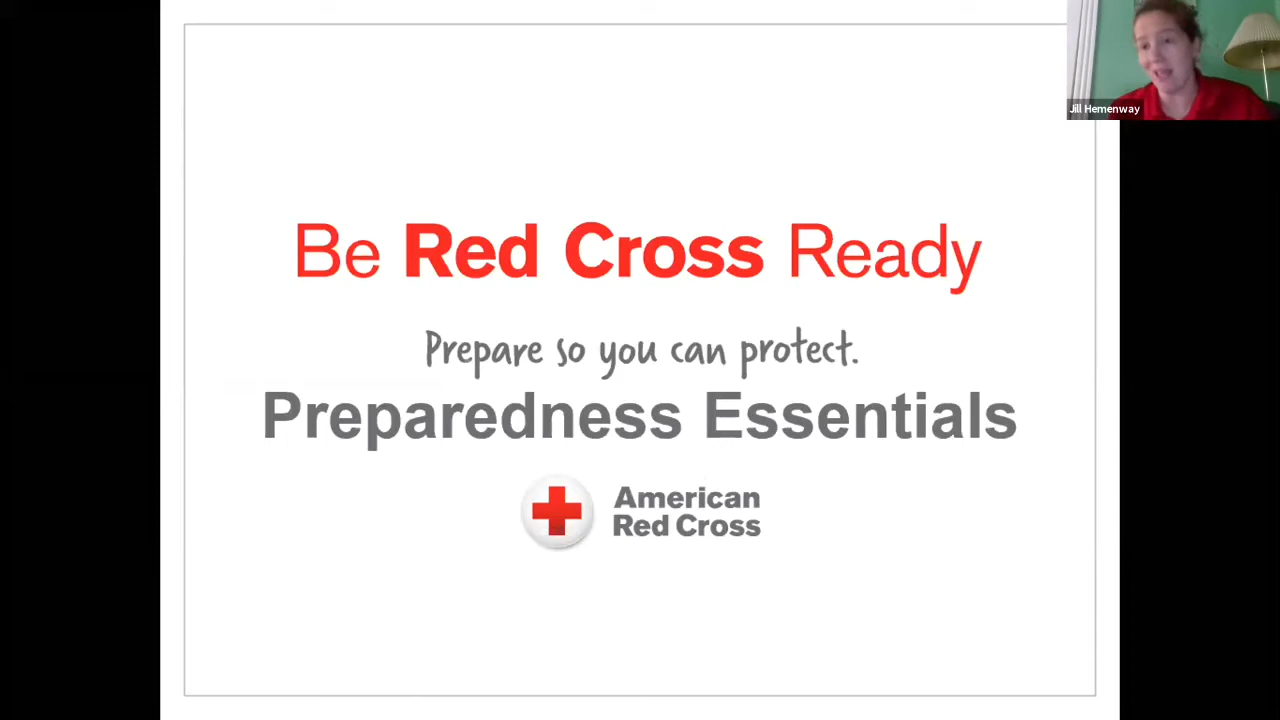 Jill Hemenway
Be Red Cross Ready
Prepare so you can protect.
Preparedness Essentials
American
Red Cross